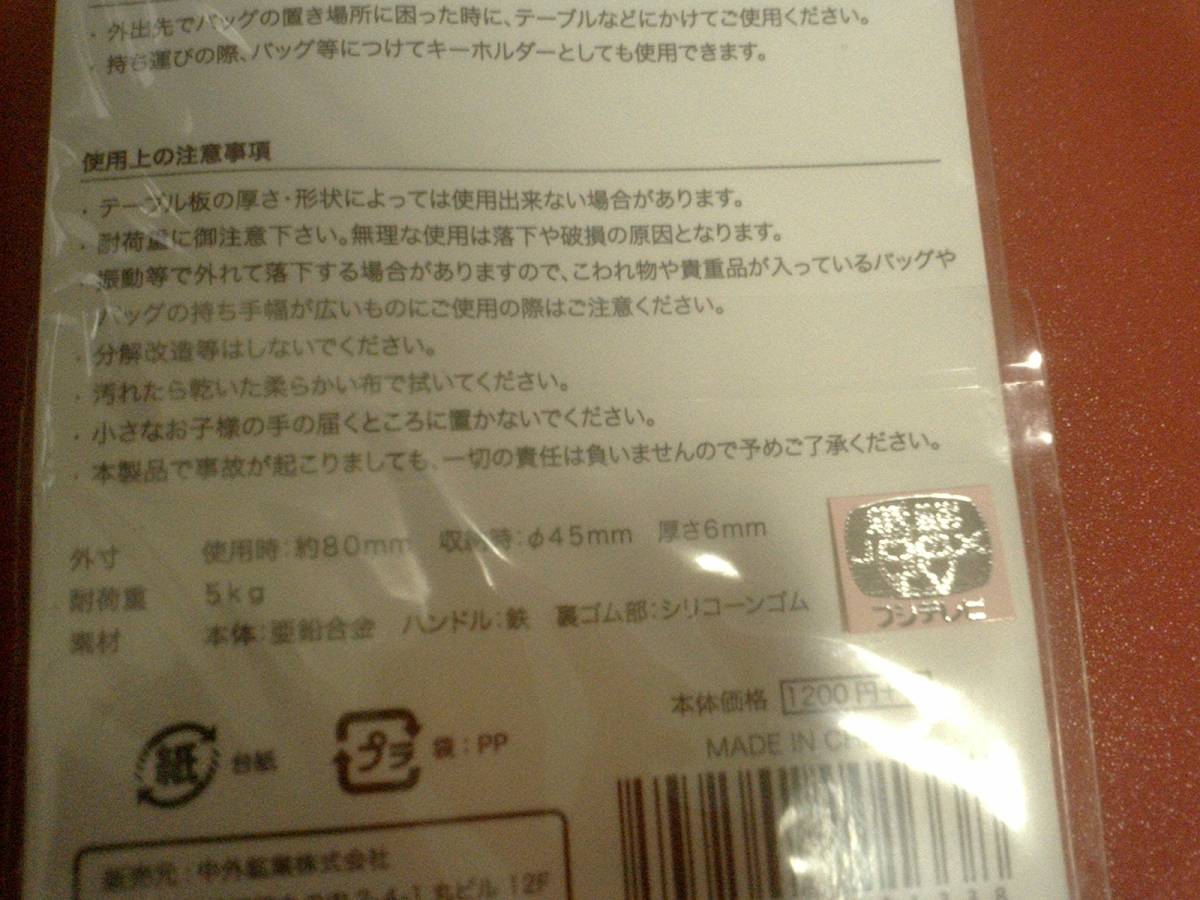 ・外出先でバッグの置き場所に困った時に、テーブルなどにかけてご使用ください。
・持ち運びの際、バッグ等につけてキーホルダーとしても使用できます。
使用上の注意事項
・テーブル板の厚さ・形状によっては使用出来ない場合があります。
・耐荷重に御注意下さい。無理な使用は落下や破損の原因となります。
・振動等で外れて落下する場合がありますので、こわれ物や貴重品が入っているバッグや
バッグの持ち手幅が広いものにご使用の際はご注意ください。
・分解改造等はしないでください。
・汚れたら乾いた柔らかい布で拭いてください。
・小さなお子様の手の届くところに置かないでください。
・本製品で事故が起こりましても、一切の責任は負いませんので予めご了承ください。
外寸 使用時：約80mm 収納時：φ45mm 厚さ6mm
耐荷重 5kg
素材 本体：亜鉛合金 ハンドル：鉄 裏ゴム部：シリコーンゴム
フジテレビ
本体価格 1200円
MADE IN
紙 台紙 プラ 袋：PP
発売元：中外鉱業株式会社
丸ビル 12F